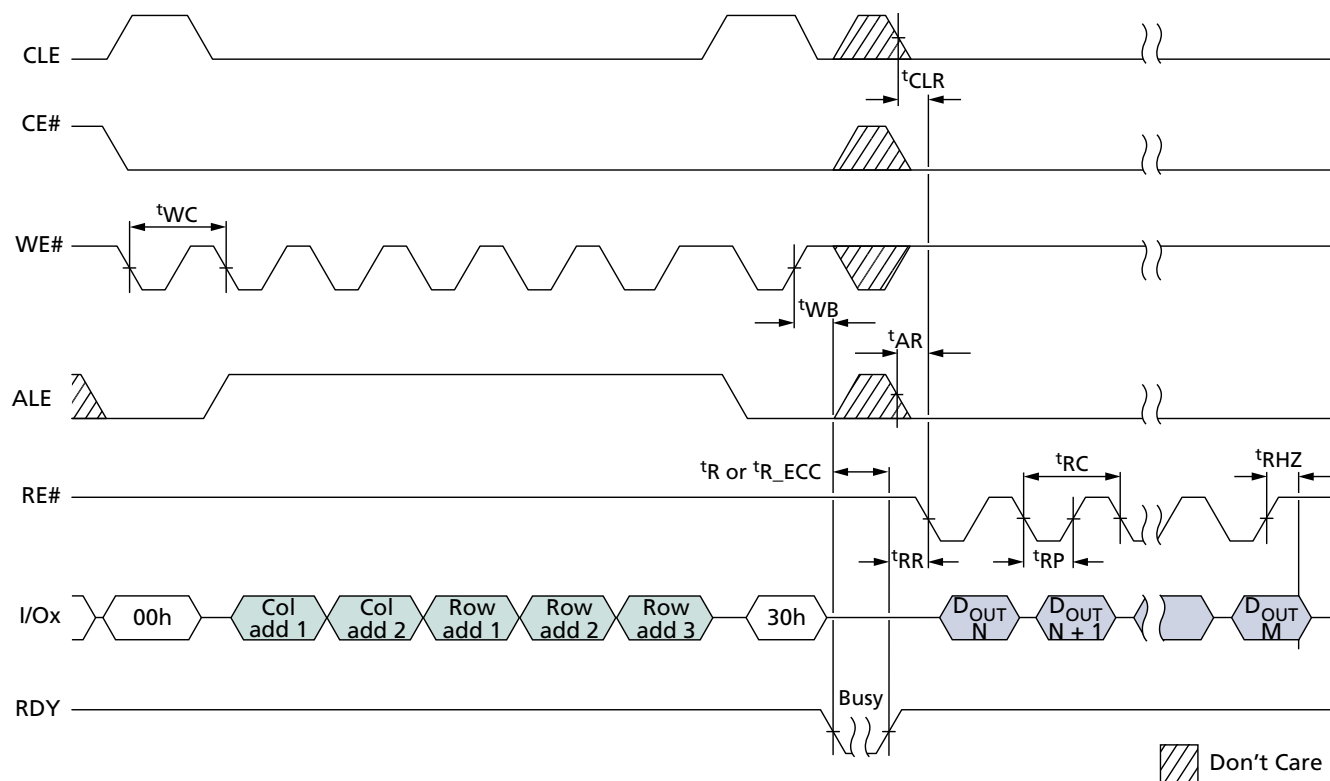 CLE
tCLR
CE#
tWC
WE#
tWB
tAR
ALE
tR or tR_ECC
tRC
tRHZ
RE#
tRR
tRP
I/Ox
00h
Col
add 1
Col
add 2
Row
add 1
Row
add 2
Row
add 3
30h
DOUT
N
DOUT
N + 1
DOUT
M
RDY
Busy
Don't Care